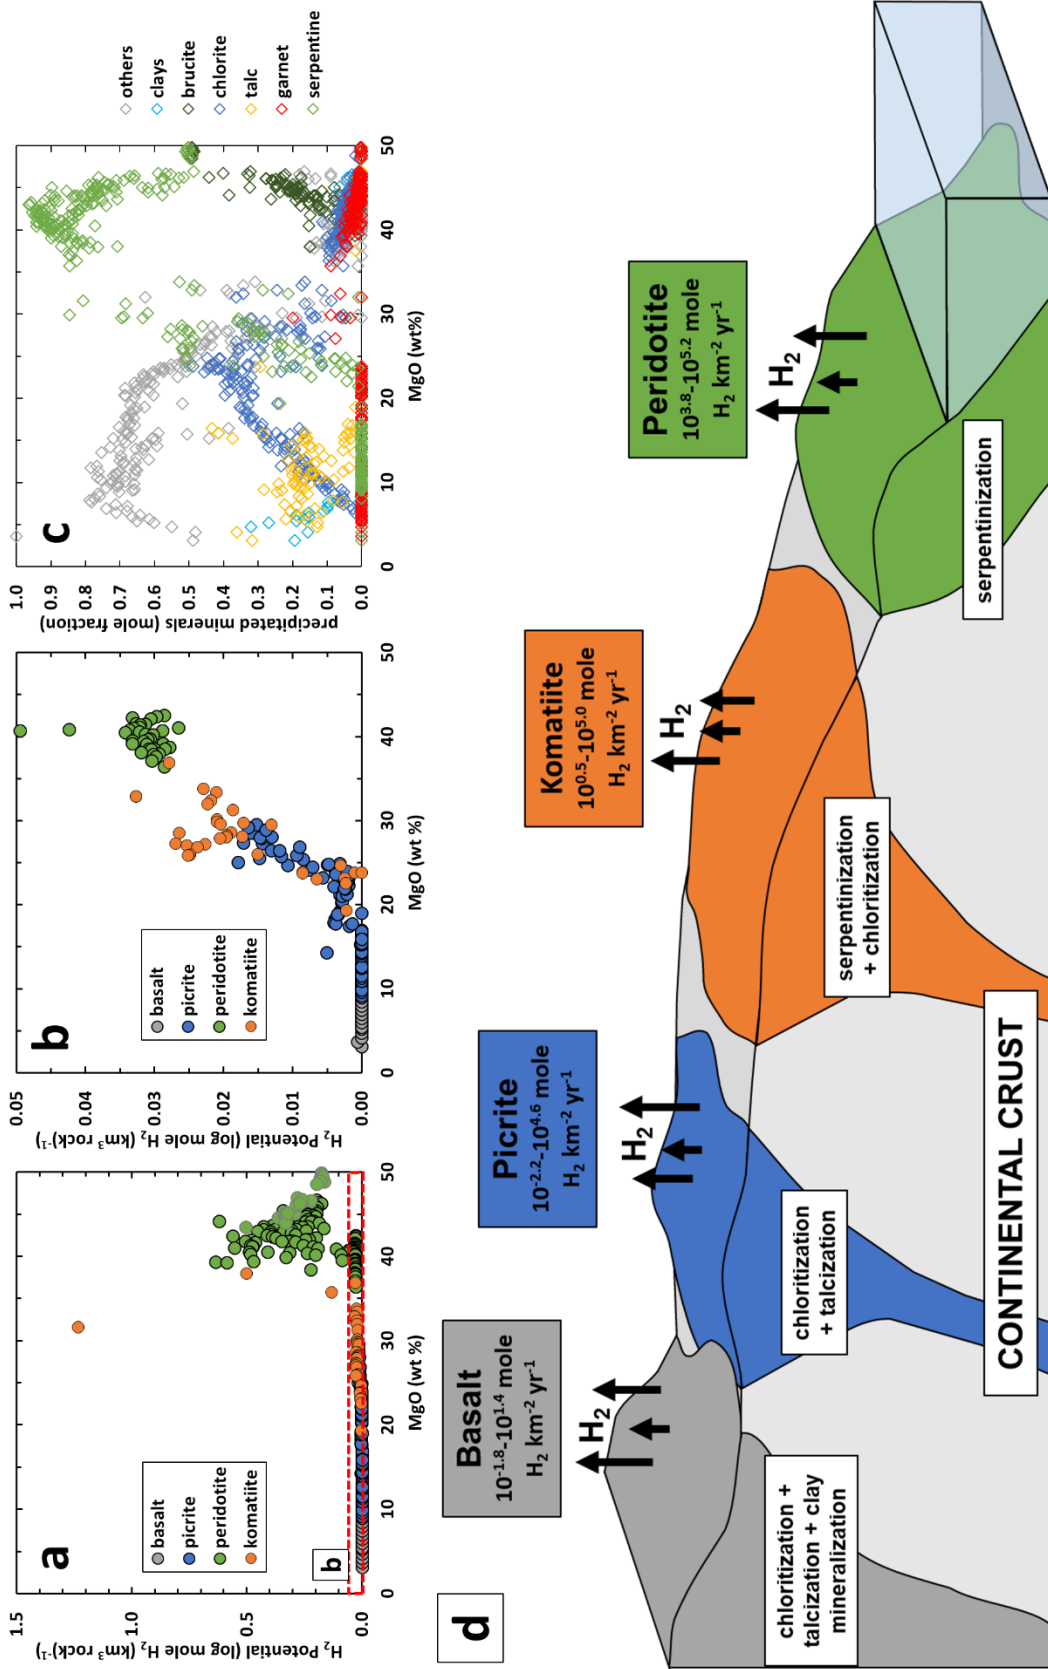 a
H₂ Potential (log mole H₂ (km³ rock)⁻¹)
1.5
1.0
0.5
0.0
basalt
picrite
peridotite
komatiite
b
0
10
20
30
40
50
MgO (wt %)
b
H₂ Potential (log mole H₂ (km³ rock)⁻¹)
0.05
0.04
0.03
0.02
0.01
0.00
basalt
picrite
peridotite
komatiite
0
10
20
30
40
50
MgO (wt %)
c
precipitated minerals (mole fraction)
1.0
0.9
0.8
0.7
0.6
0.5
0.4
0.3
0.2
0.1
0.0
0
10
20
30
40
50
MgO (wt%)
others
clays
brucite
chlorite
talc
garnet
serpentine
d
Basalt
10⁻¹·⁸-10¹·⁴ mole
H₂ km⁻² yr⁻¹
H₂
Picrite
10⁻²·²-10⁴·⁶ mole
H₂ km⁻² yr⁻¹
H₂
Komatiite
10⁰·⁵-10⁵·⁰ mole
H₂ km⁻² yr⁻¹
H₂
Peridotite
10³·⁸-10⁵·² mole
H₂ km⁻² yr⁻¹
H₂
chloritization +
talcization + clay
mineralization
chloritization
+ talcization
serpentinization
+ chloritization
serpentinization
CONTINENTAL CRUST